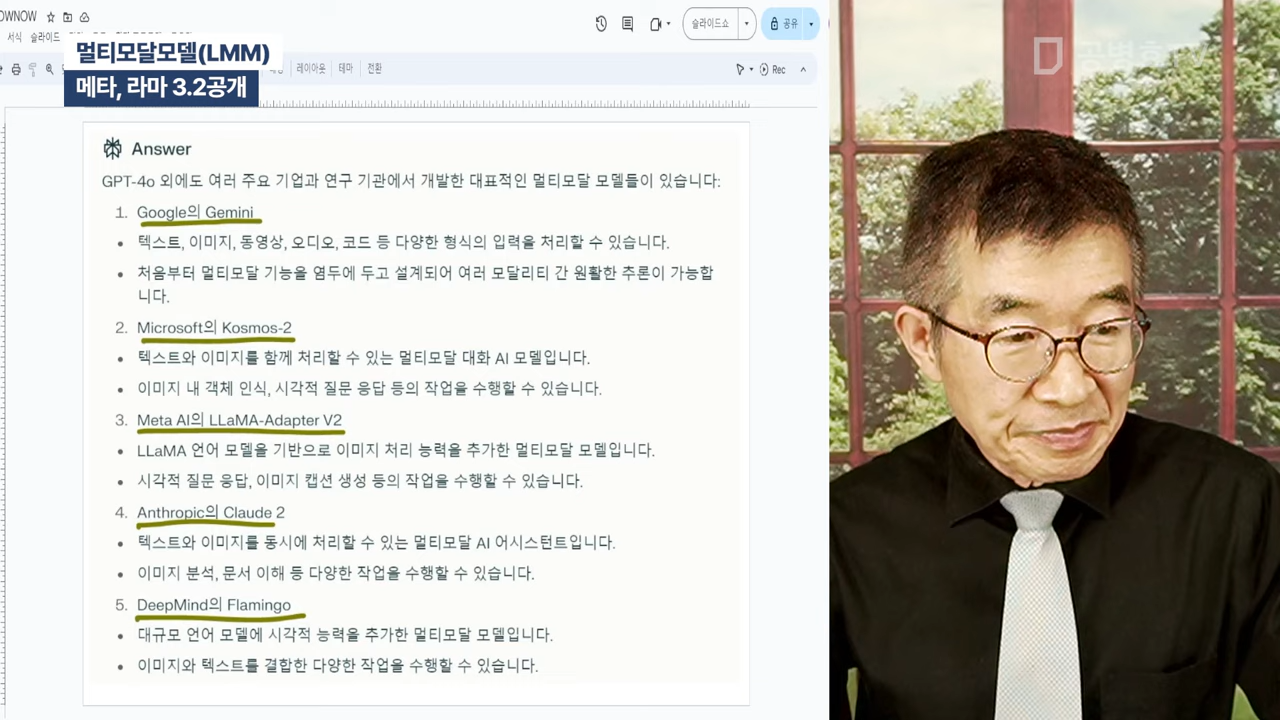 OWNOW
서식 슬라이드
슬라이드쇼
공유
멀티모달모델(LMM)
메타, 라마 3.2공개
레이아웃 테마 전환
Rec
공병호TV
Answer
GPT-4o 외에도 여러 주요 기업과 연구 기관에서 개발한 대표적인 멀티모달 모델들이 있습니다:
1. Google의 Gemini
• 텍스트, 이미지, 동영상, 오디오, 코드 등 다양한 형식의 입력을 처리할 수 있습니다.
• 처음부터 멀티모달 기능을 염두에 두고 설계되어 여러 모달리티 간 원활한 추론이 가능합
니다.
2. Microsoft의 Kosmos-2
• 텍스트와 이미지를 함께 처리할 수 있는 멀티모달 대화 AI 모델입니다.
• 이미지 내 객체 인식, 시각적 질문 응답 등의 작업을 수행할 수 있습니다.
3. Meta AI의 LLaMA-Adapter V2
• LLaMA 언어 모델을 기반으로 이미지 처리 능력을 추가한 멀티모달 모델입니다.
• 시각적 질문 응답, 이미지 캡션 생성 등의 작업을 수행할 수 있습니다.
4. Anthropic의 Claude 2
• 텍스트와 이미지를 동시에 처리할 수 있는 멀티모달 AI 어시스턴트입니다.
• 이미지 분석, 문서 이해 등 다양한 작업을 수행할 수 있습니다.
5. DeepMind의 Flamingo
• 대규모 언어 모델에 시각적 능력을 추가한 멀티모달 모델입니다.
• 이미지와 텍스트를 결합한 다양한 작업을 수행할 수 있습니다.